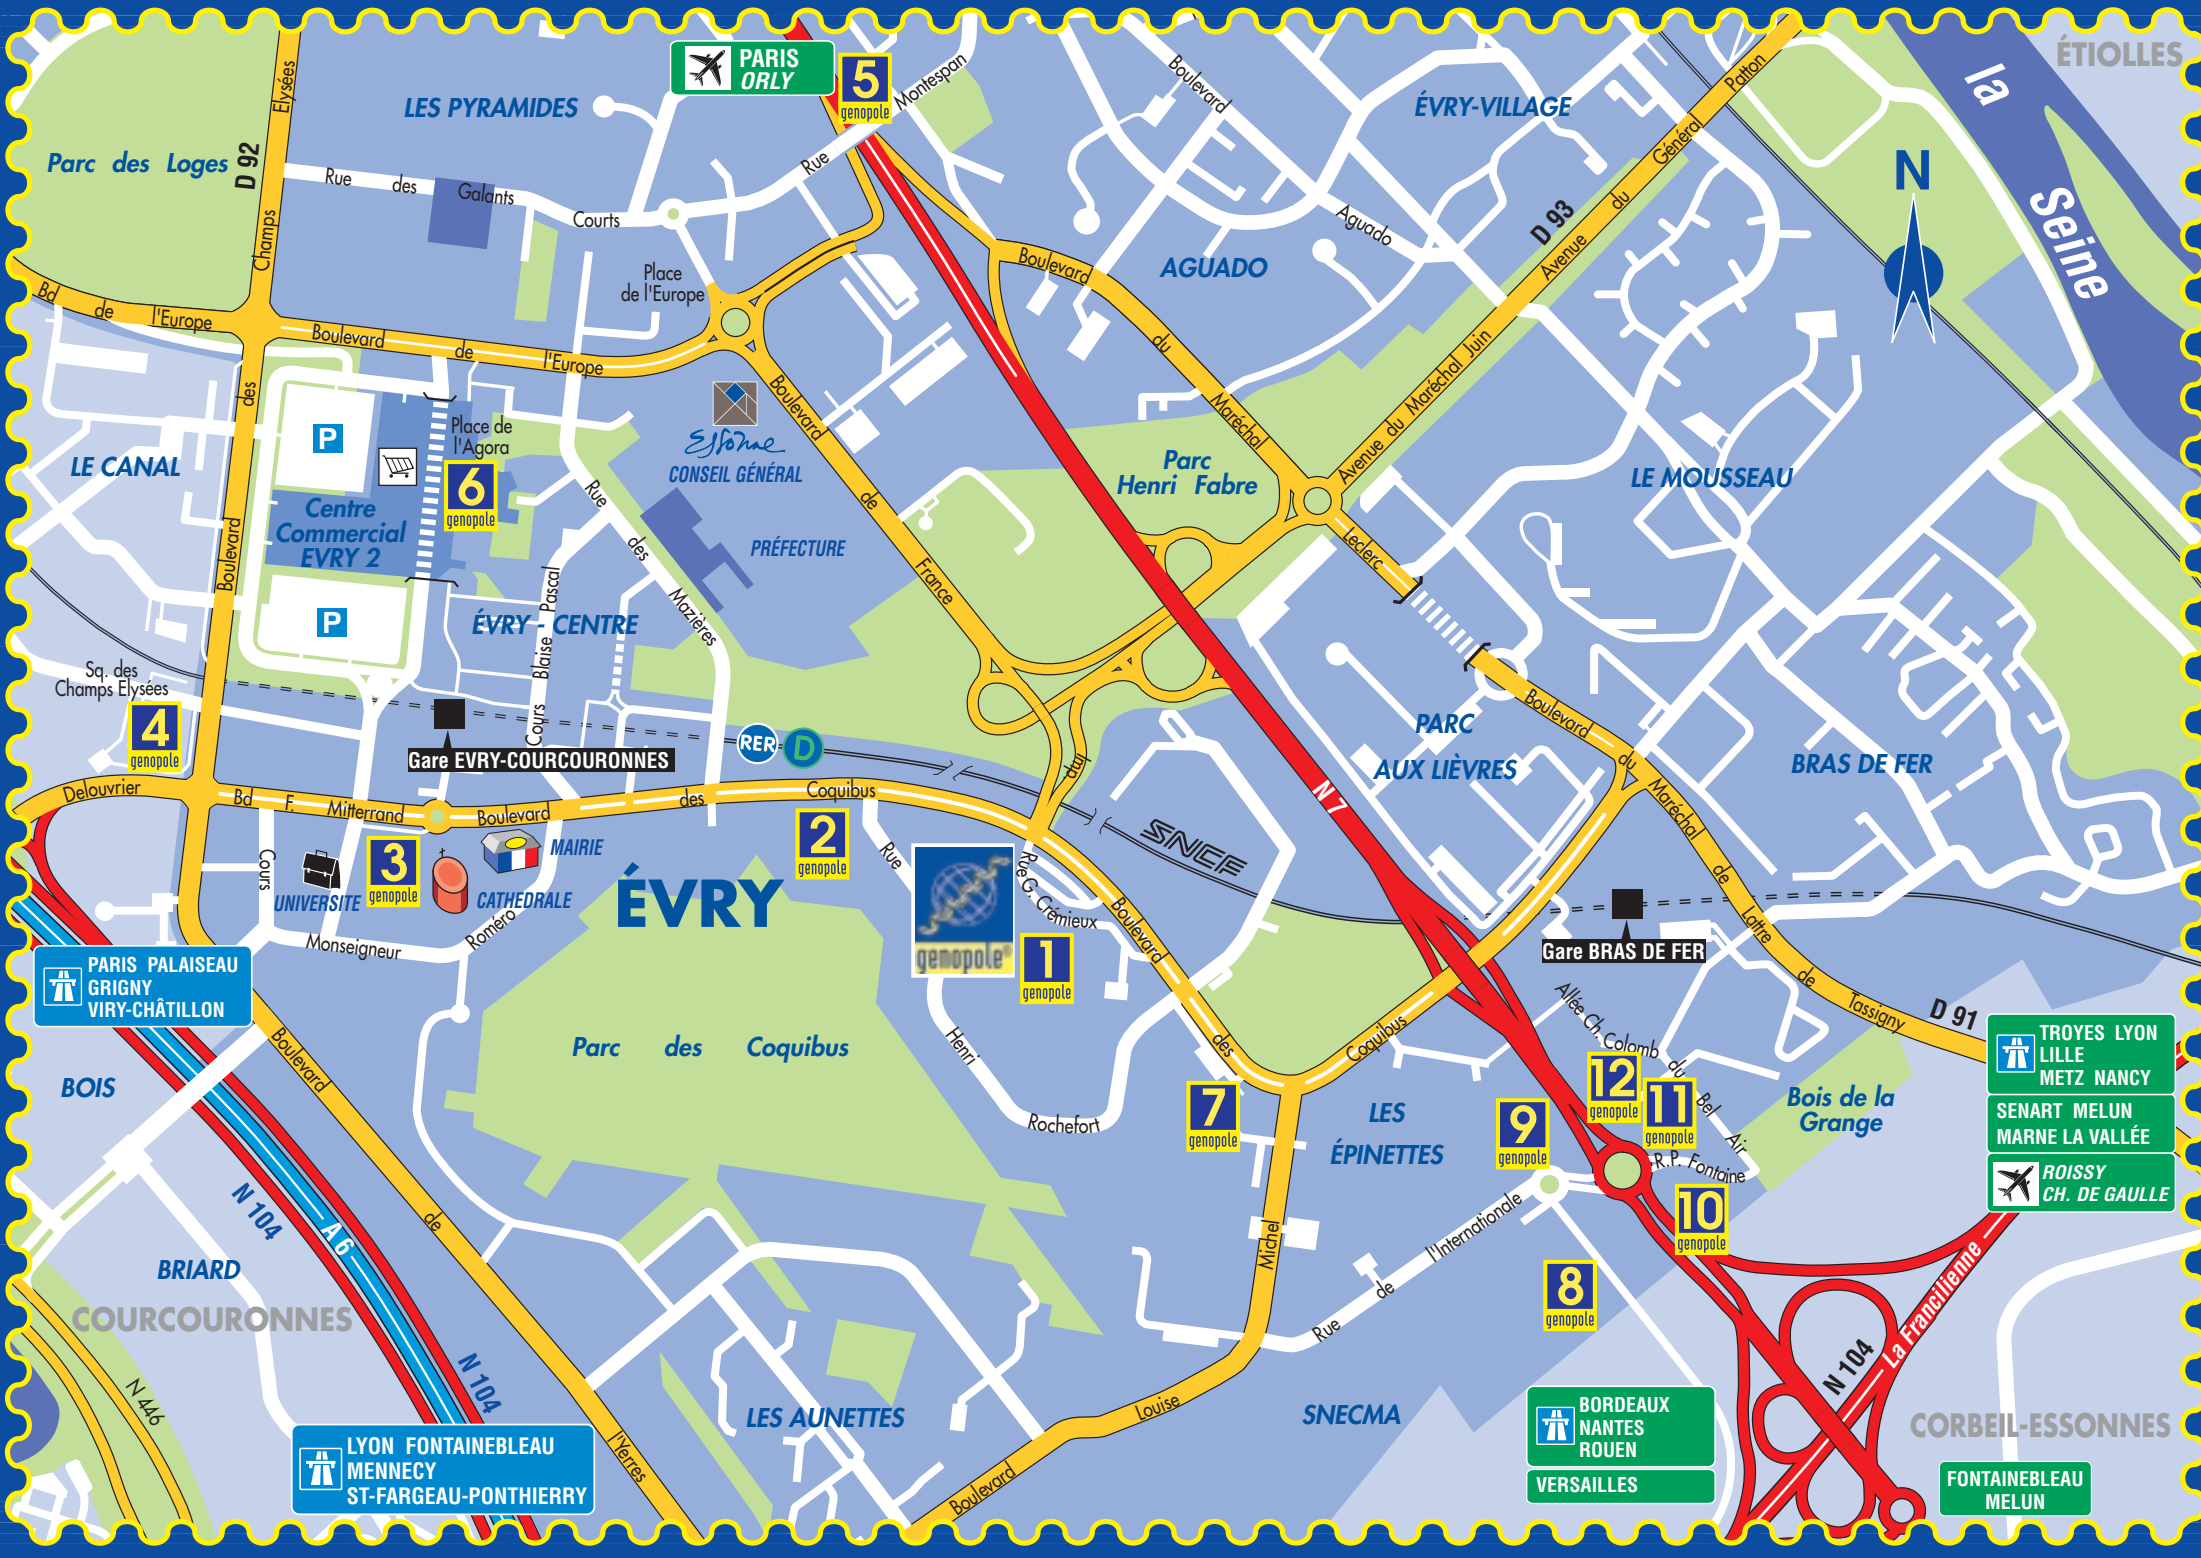 ÉTIOLLES
la
Seine
PARIS
ORLY
5
genopole
Montespan
Rue
LES PYRAMIDES
Parc des Loges
D 92
Elysées
Champs
des
Boulevard
Rue des Galants
Courts
Place
de l'Europe
Bd de l'Europe
Boulevard de l'Europe
Boulevard
Aguado
ÉVRY-VILLAGE
Patton
Général
du
Avenue
D 93
N
AGUADO
Boulevard
du
Maréchal
Leclerc
Avenue du Maréchal Juin
Parc
Henri Fabre
LE MOUSSEAU
Essonne
CONSEIL GÉNÉRAL
PRÉFECTURE
Boulevard
de
France
P
Place de
l'Agora
6
genopole
LE CANAL
Centre
Commercial
EVRY 2
P
Rue
des
Mazières
ÉVRY - CENTRE
Cours Blaise Pascal
Sq. des
Champs Elysées
4
genopole
Gare EVRY-COURCOURONNES
RER D
Imp
SNCF
N 7
PARC
AUX LIÈVRES
BRAS DE FER
Boulevard
du
Maréchal
de
Lattre
de
Tassigny
D 91
Gare BRAS DE FER
Delouvrier
Bd F. Mitterrand
Boulevard des Coquibus
2
genopole
3
genopole
MAIRIE
CATHEDRALE
UNIVERSITE
Cours
Monseigneur
Roméro
ÉVRY
genopole®
1
genopole
Rue G. Crémieux
Rue
Henri
Rochefort
Boulevard
des
Coquibus
Parc des Coquibus
PARIS PALAISEAU
GRIGNY
VIRY-CHÂTILLON
BOIS
BRIARD
COURCOURONNES
N 104
A 6
N 104
N 446
Boulevard
de
l'Yerres
LYON FONTAINEBLEAU
MENNECY
ST-FARGEAU-PONTHIERRY
LES AUNETTES
Boulevard
Louise
Michel
7
genopole
LES
ÉPINETTES
Allée Ch. Colomb
du
Bel
Air
R.P. Fontaine
12
genopole
11
genopole
9
genopole
10
genopole
8
genopole
Bois de la
Grange
Rue de l'Internationale
SNECMA
TROYES LYON
LILLE
METZ NANCY
SENART MELUN
MARNE LA VALLÉE
ROISSY
CH. DE GAULLE
La Francilienne
N 104
CORBEIL-ESSONNES
BORDEAUX
NANTES
ROUEN
VERSAILLES
FONTAINEBLEAU
MELUN